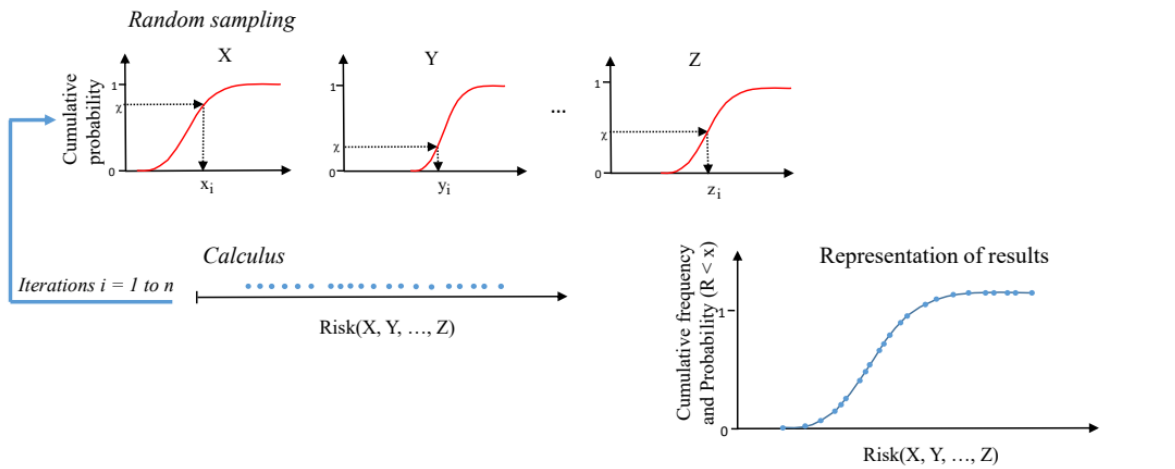 Random sampling
X
Y
Z
Cumulative
probability
1
χ
0
xi
1
χ
0
yi
...
1
χ
0
zi
Iterations i = 1 to n
Calculus
Risk(X, Y, …, Z)
Representation of results
Cumulative frequency
and Probability (R < x)
1
0
Risk(X, Y, …, Z)